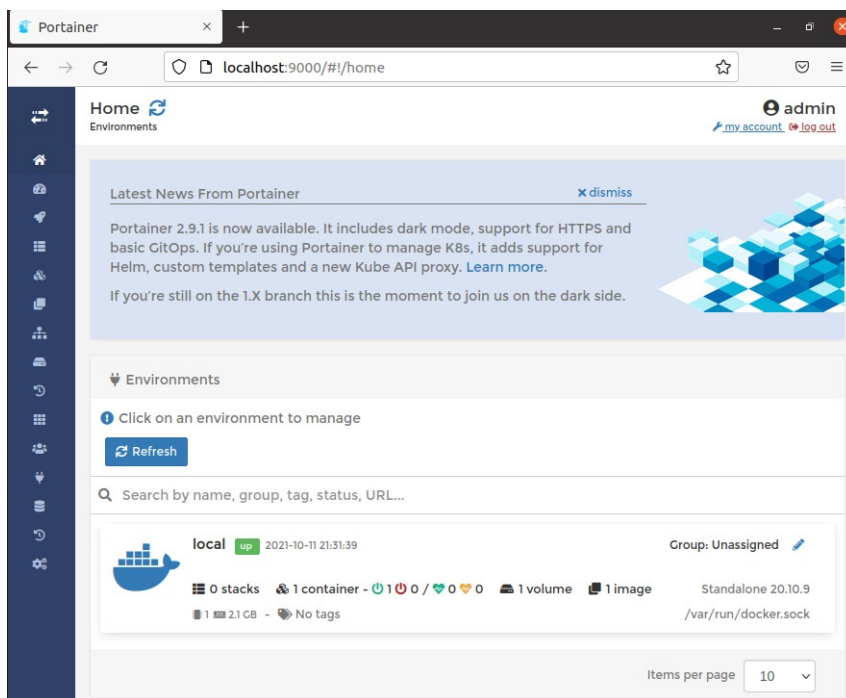 Portainer
localhost:9000/#!/home
Home
admin
Environments
my account log out
Latest News From Portainer
dismiss
Portainer 2.9.1 is now available. It includes dark mode, support for HTTPS and
basic GitOps. If you're using Portainer to manage K8s, it adds support for
Helm, custom templates and a new Kube API proxy. Learn more.
If you're still on the 1.X branch this is the moment to join us on the dark side.
Environments
Click on an environment to manage
Refresh
Search by name, group, tag, status, URL...
local up 2021-10-11 21:31:39 Group: Unassigned
0 stacks 1 container - 1 0 / 0 0 1 volume 1 image Standalone 20.10.9
1 2.1 GB - No tags /var/run/docker.sock
Items per page 10